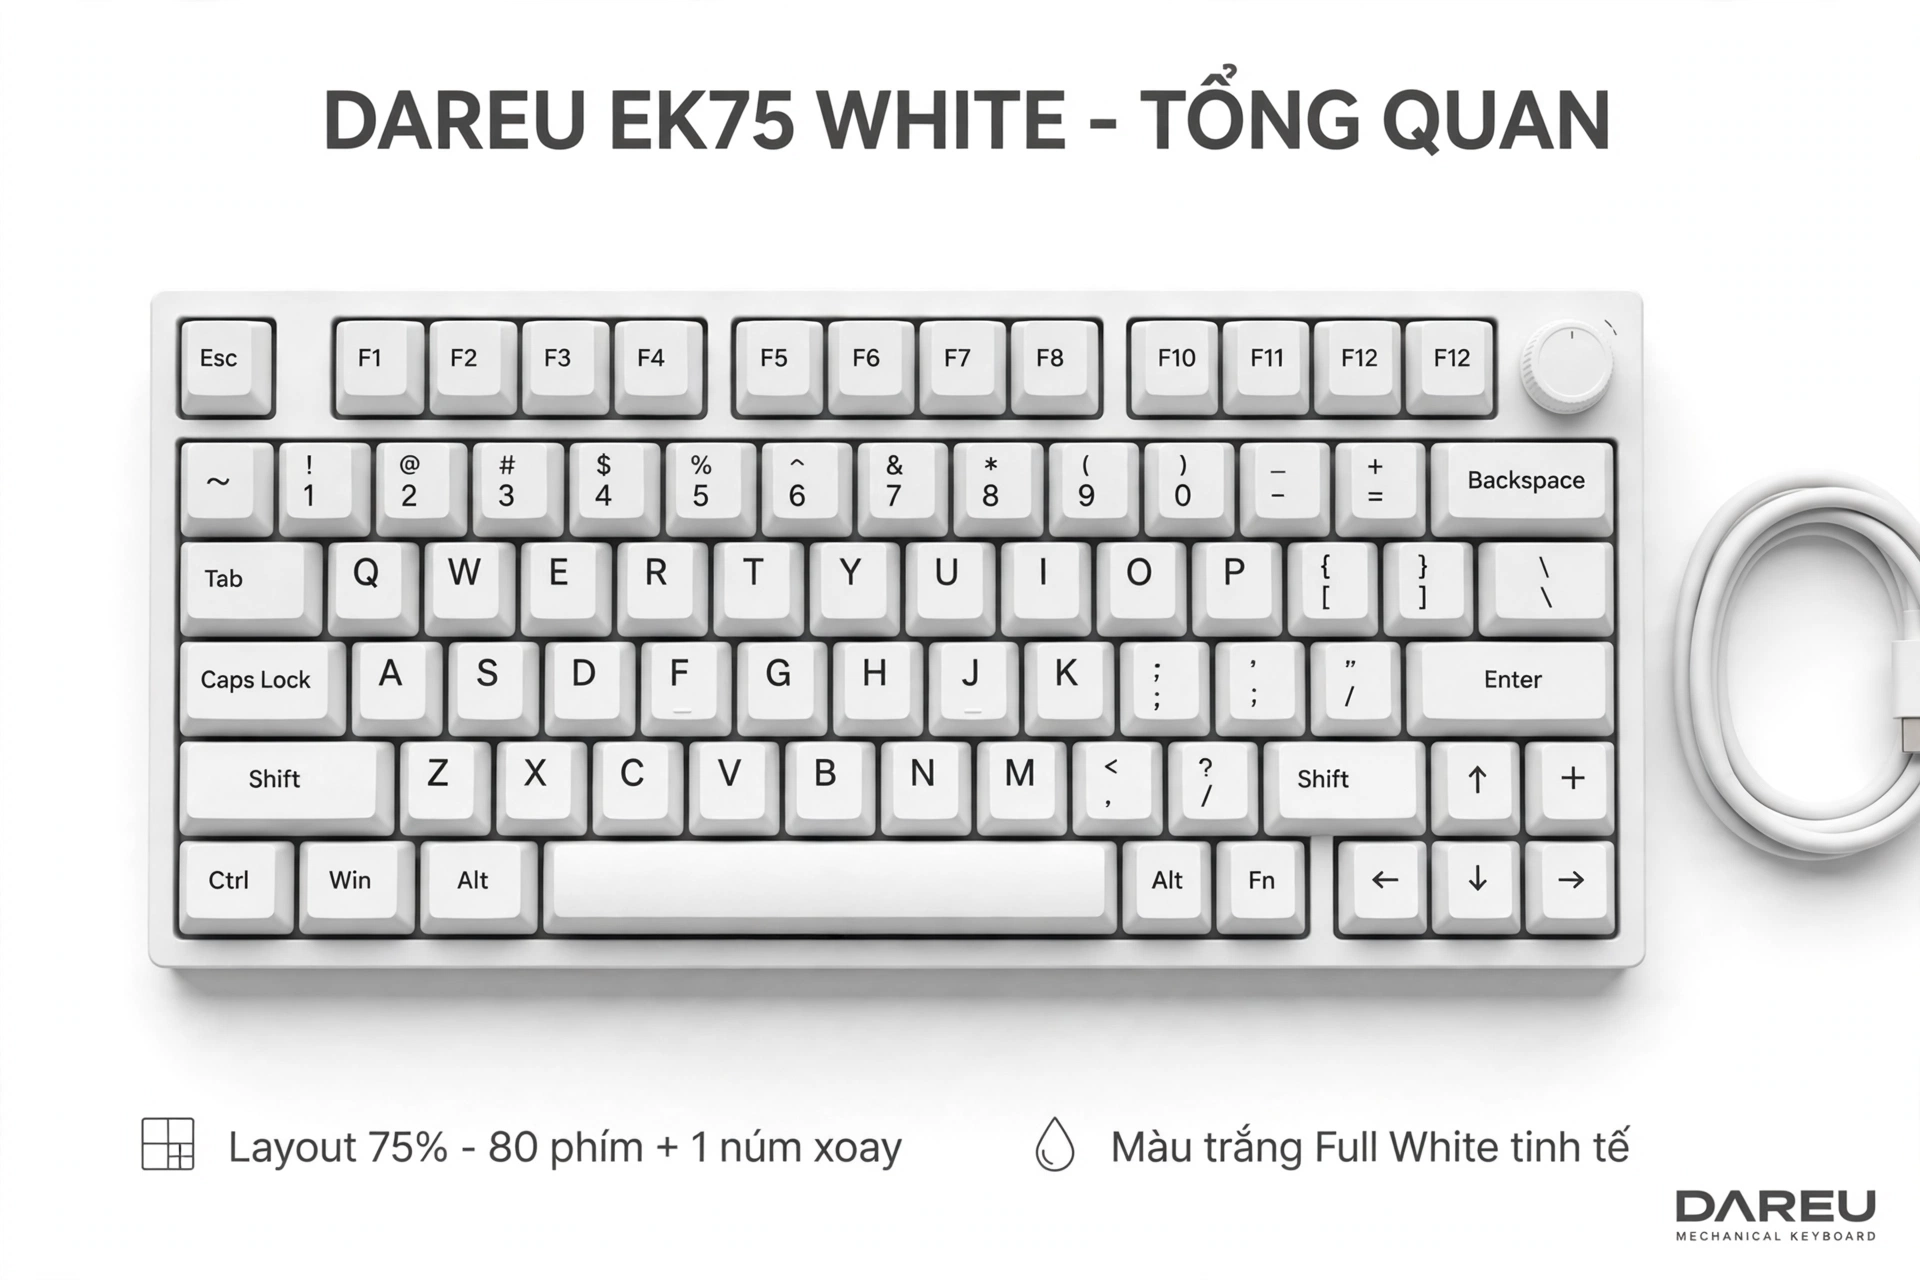 DAREU EK75 WHITE - TỔNG QUAN
Esc F1 F2 F3 F4 F5 F6 F7 F8 F10 F11 F12 F12
~ ! 1 @ 2 # 3 $ 4 % 5 ^ 6 & 7 * 8 ( 9 ) 0 _ - + = Backspace
Tab Q W E R T Y U I O P { [ } ] \ \
Caps Lock A S D F G H J K ; ; ’ ; ” / Enter
Shift Z X C V B N M < , ? / Shift ↑ +
Ctrl Win Alt Alt Fn ← ↓ →
Layout 75% - 80 phím + 1 núm xoay
Màu trắng Full White tinh tế
DAREU
MECHANICAL KEYBOARD